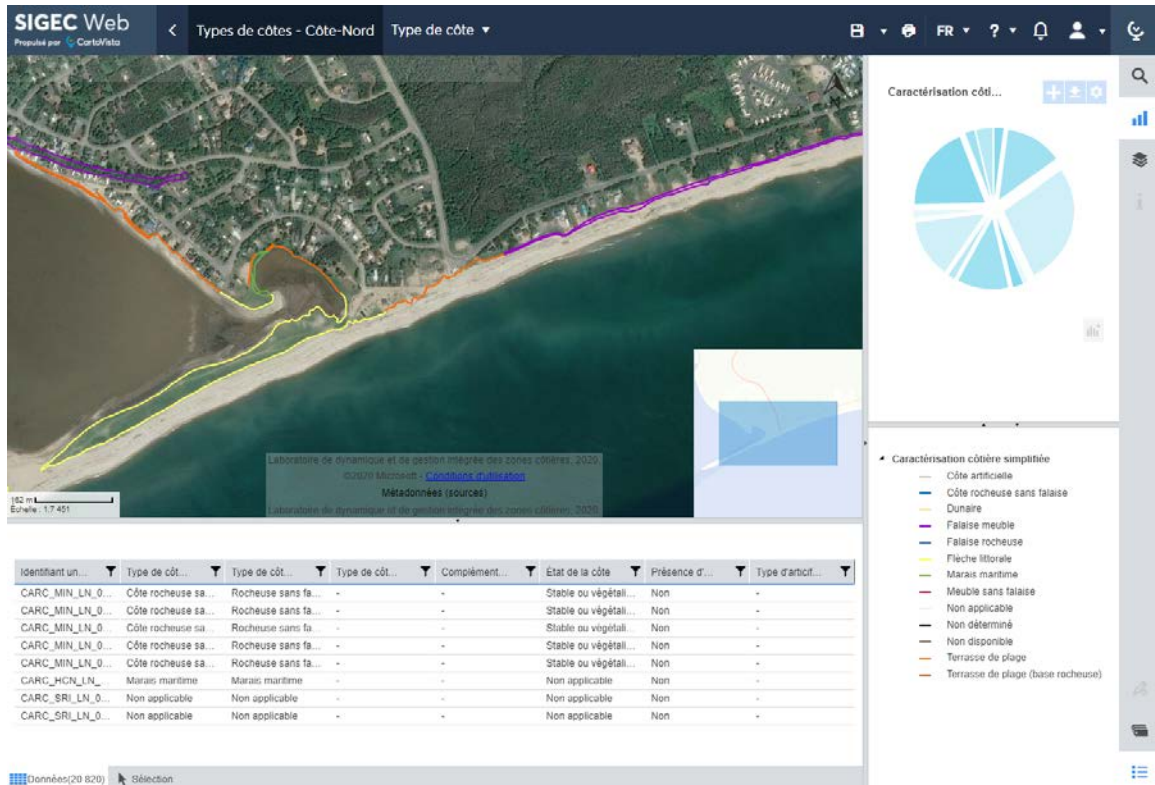 SIGEC Web
Propulsé par CartoVista
Types de côtes - Côte-Nord
Type de côte
FR
?
Caractérisation côti...
Laboratoire de dynamique et de gestion intégrée des zones côtières, 2020.
©2020 Microsoft - Conditions d'utilisation
Métadonnées (sources)
Laboratoire de dynamique et de gestion intégrée des zones côtières, 2020.
162 m
Échelle : 1:7 451
Caractérisation côtière simplifiée
Côte artificielle
Côte rocheuse sans falaise
Dunaire
Falaise meuble
Falaise rocheuse
Flèche littorale
Marais maritime
Meuble sans falaise
Non applicable
Non déterminé
Non disponible
Terrasse de plage
Terrasse de plage (base rocheuse)
Identifiant un... Type de côt... Type de côt... Type de côt... Complément... État de la côte Présence d'... Type d'articif...
CARC_MIN_LN_0... Côte rocheuse sa... Rocheuse sans fa... - - Stable ou végétali... Non -
CARC_MIN_LN_0... Côte rocheuse sa... Rocheuse sans fa... - - Stable ou végétali... Non -
CARC_MIN_LN_0... Côte rocheuse sa... Rocheuse sans fa... - - Stable ou végétali... Non -
CARC_MIN_LN_0... Côte rocheuse sa... Rocheuse sans fa... - - Stable ou végétali... Non -
CARC_MIN_LN_0... Côte rocheuse sa... Rocheuse sans fa... - - Stable ou végétali... Non -
CARC_HCN_LN_... Marais maritime Marais maritime - - Non applicable Non -
CARC_SRI_LN_0... Non applicable Non applicable - - Non applicable Non -
CARC_SRI_LN_0... Non applicable Non applicable - - Non applicable Non -
Données(20 820)
Sélection